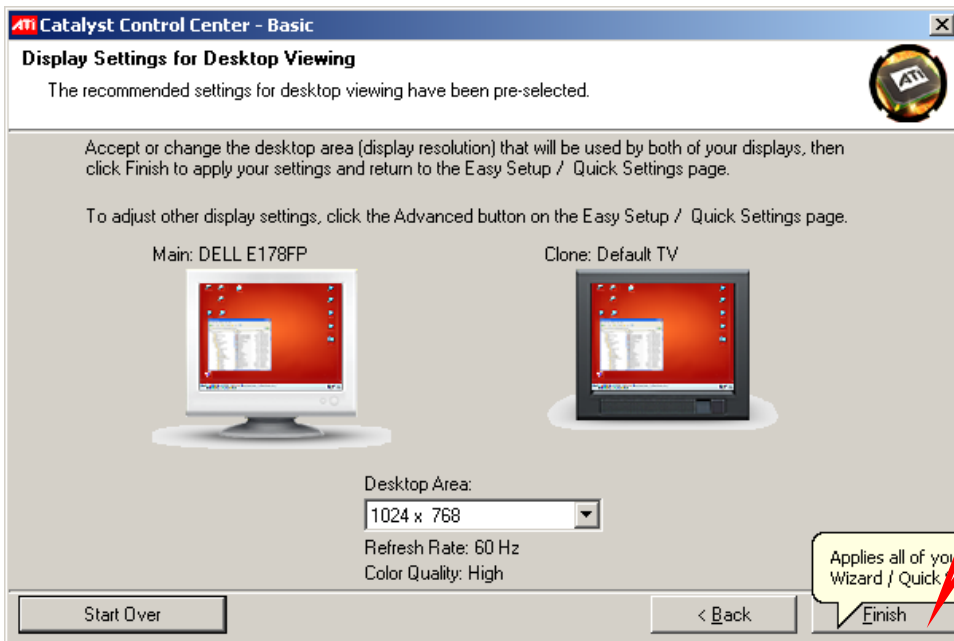 ATI Catalyst Control Center - Basic
Display Settings for Desktop Viewing
The recommended settings for desktop viewing have been pre-selected.
ATI
Accept or change the desktop area (display resolution) that will be used by both of your displays, then
click Finish to apply your settings and return to the Easy Setup / Quick Settings page.
To adjust other display settings, click the Advanced button on the Easy Setup / Quick Settings page.
Main: DELL E178FP
Clone: Default TV
Desktop Area:
1024 x 768
Refresh Rate: 60 Hz
Color Quality: High
Applies all of
Wizard / Quick
Start Over
< Back
Finish